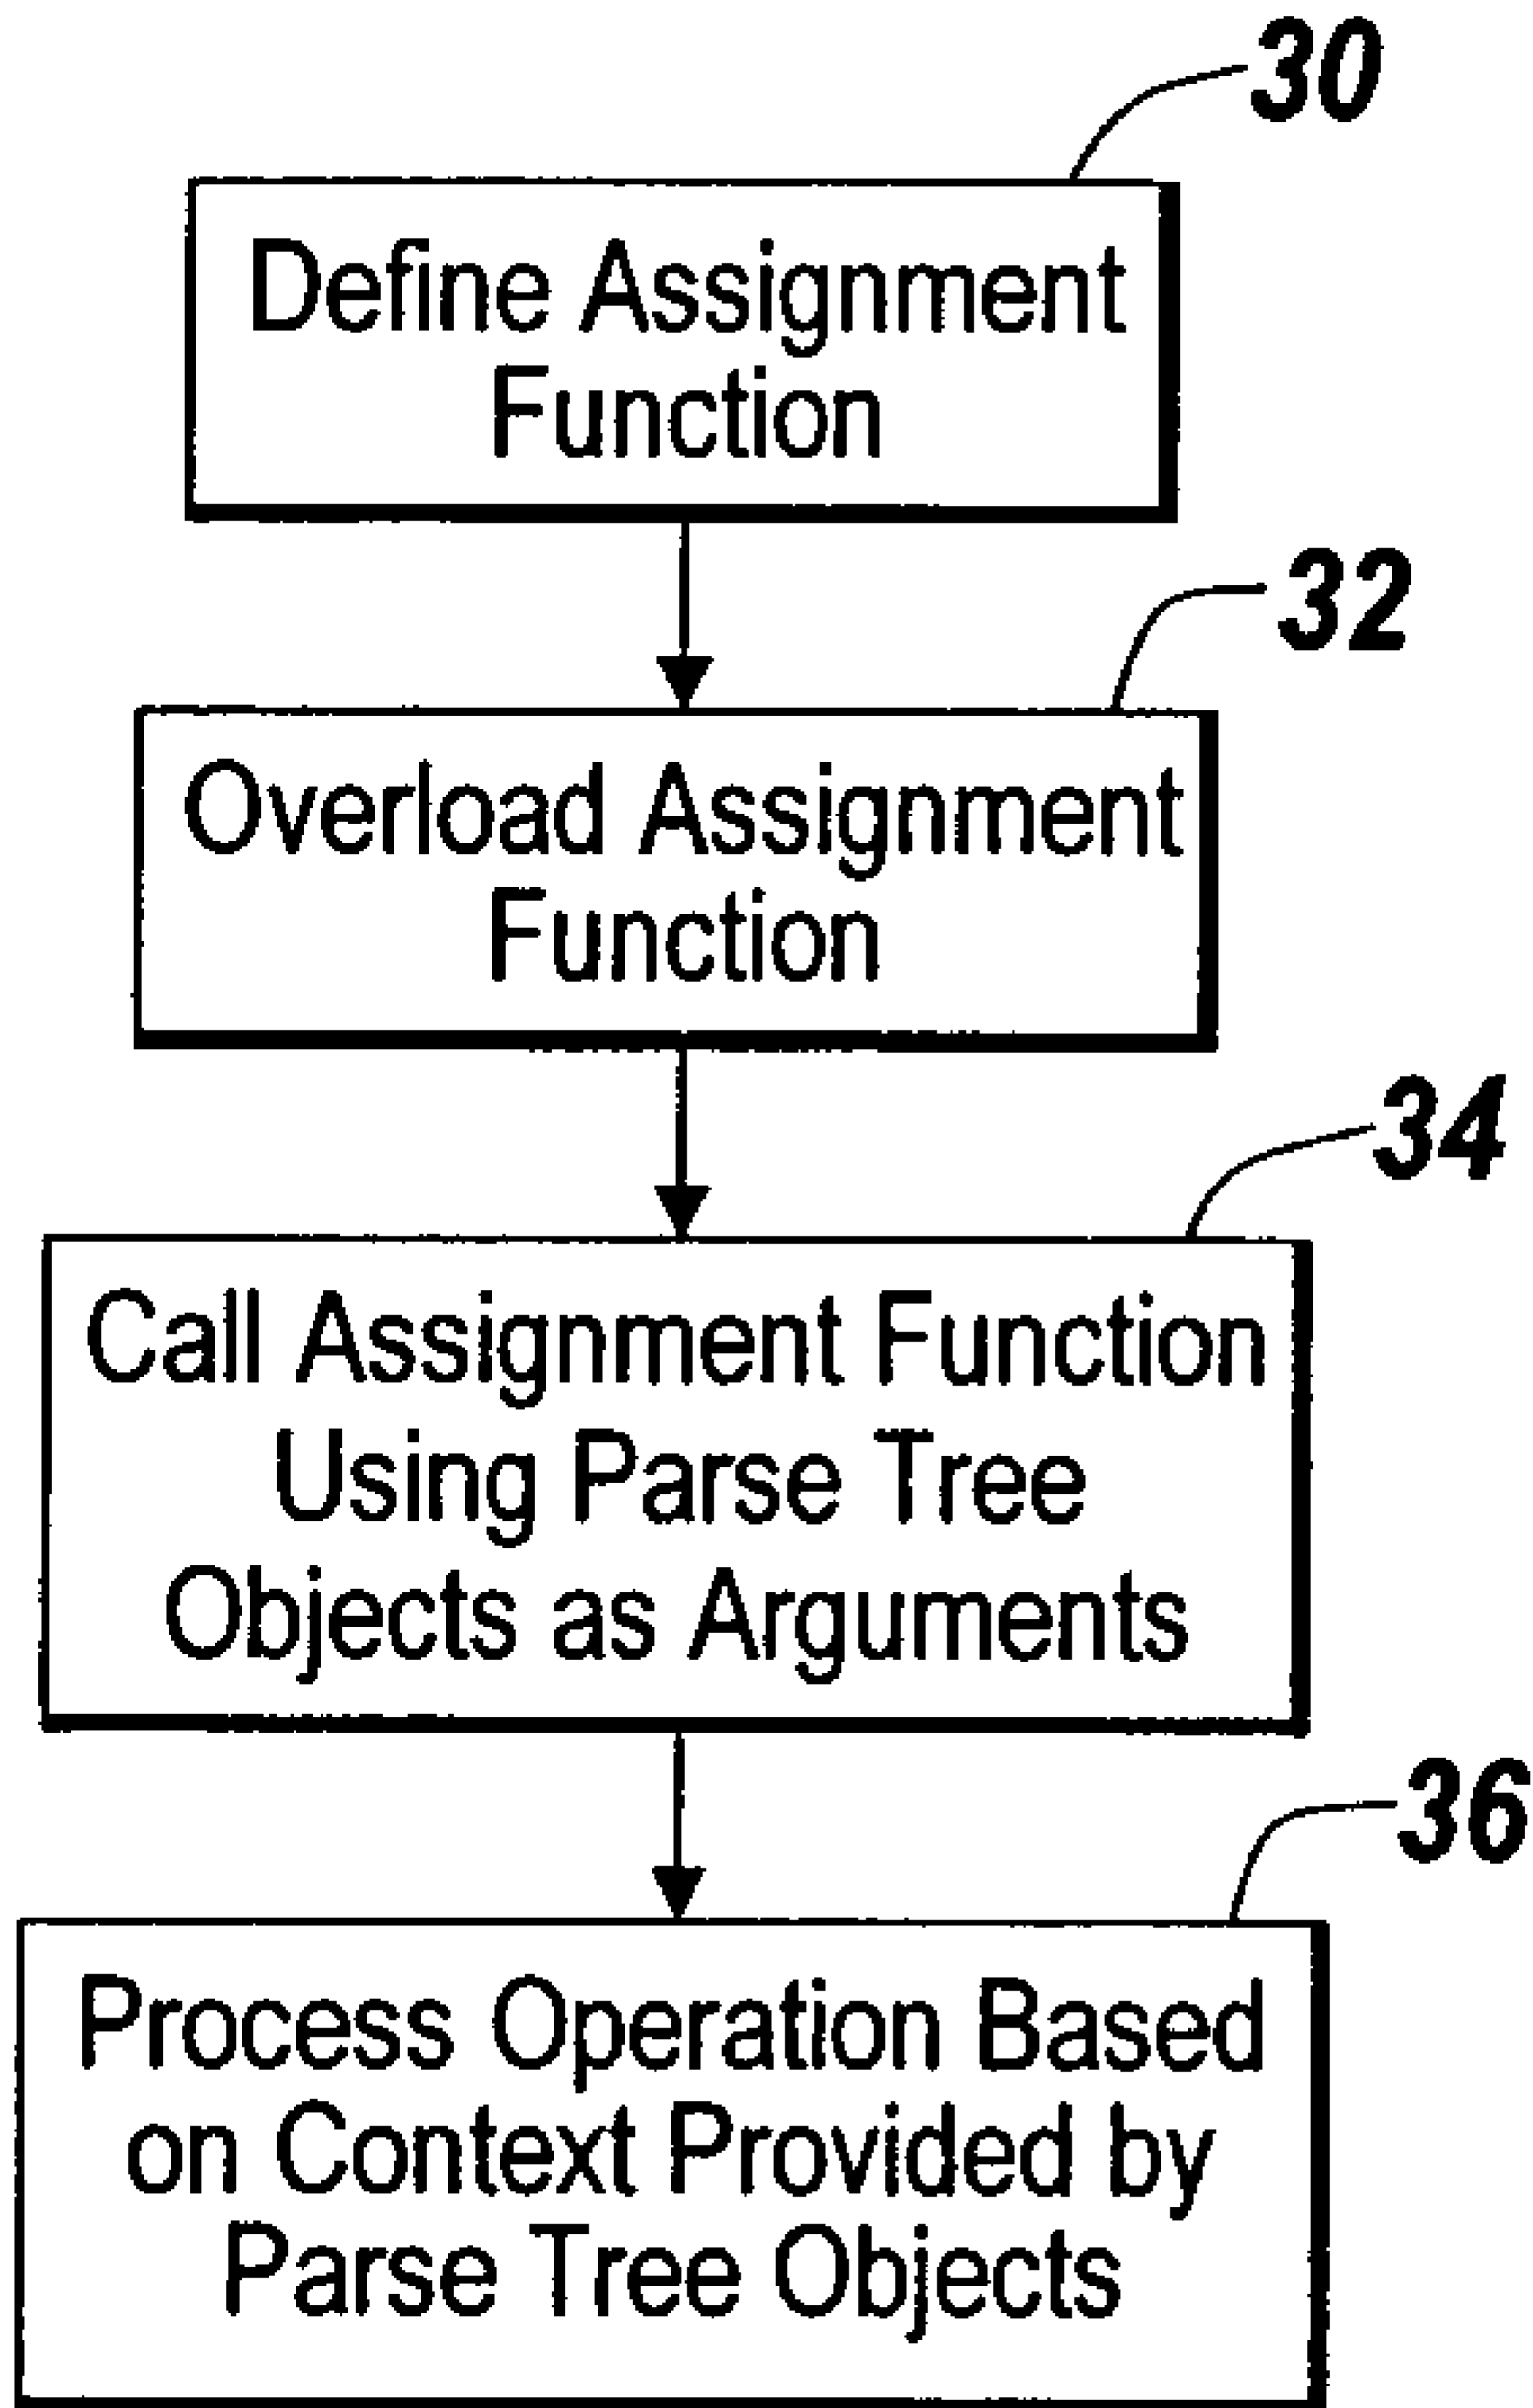 30
Define Assignment
Function
32
Overload Assignment
Function
34
Call Assignment Function
Using Parse Tree
Objects as Arguments
36
Process Operation Based
on Context Provided by
Parse Tree Objects